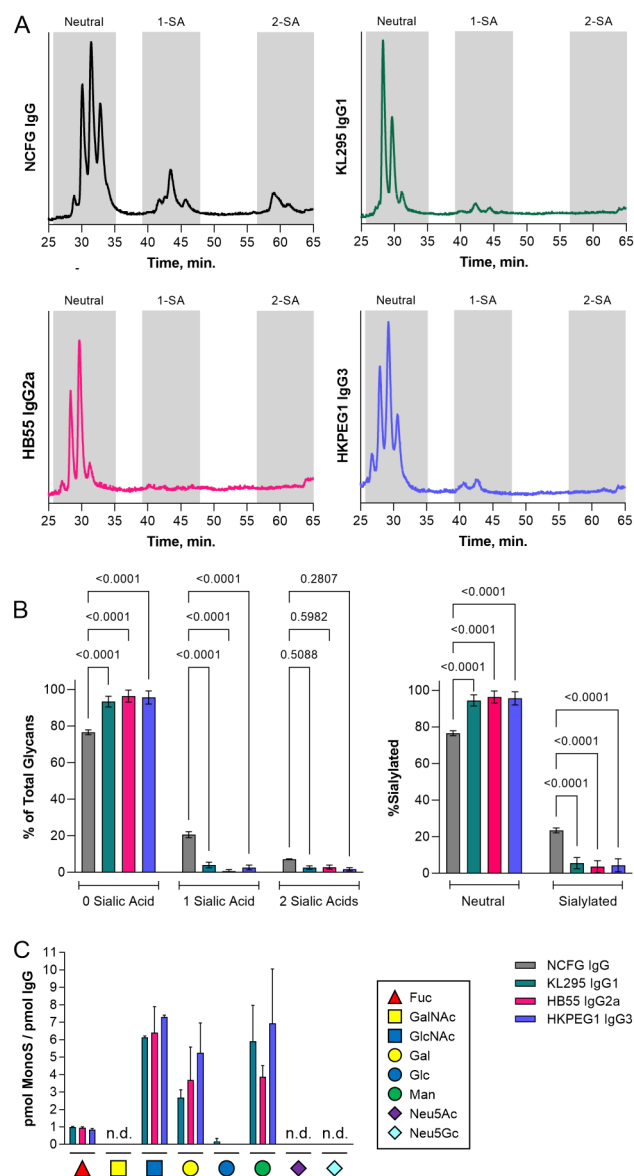 A
Neutral 1-SA 2-SA
NCFG IgG
25 30 35 40 45 50 55 60 65
Time, min.
Neutral 1-SA 2-SA
KL295 IgG1
25 30 35 40 45 50 55 60 65
Time, min.
-
Neutral 1-SA 2-SA
HB55 IgG2a
25 30 35 40 45 50 55 60 65
Time, min.
Neutral 1-SA 2-SA
HKPEG1 IgG3
25 30 35 40 45 50 55 60 65
Time, min.
B
<0.0001 <0.0001 0.2807
<0.0001 <0.0001 0.5982
<0.0001 <0.0001 0.5088
% of Total Glycans
100
80
60
40
20
0
0 Sialic Acid 1 Sialic Acid 2 Sialic Acids
<0.0001
<0.0001
<0.0001
<0.0001
<0.0001
<0.0001
%Sialylated
100
80
60
40
20
0
Neutral Sialylated
C
pmol MonoS / pmol IgG
11
10
9
8
7
6
5
4
3
2
1
0
n.d. n.d. n.d.
Fuc
GalNAc
GlcNAc
Gal
Glc
Man
Neu5Ac
Neu5Gc
NCFG IgG
KL295 IgG1
HB55 IgG2a
HKPEG1 IgG3